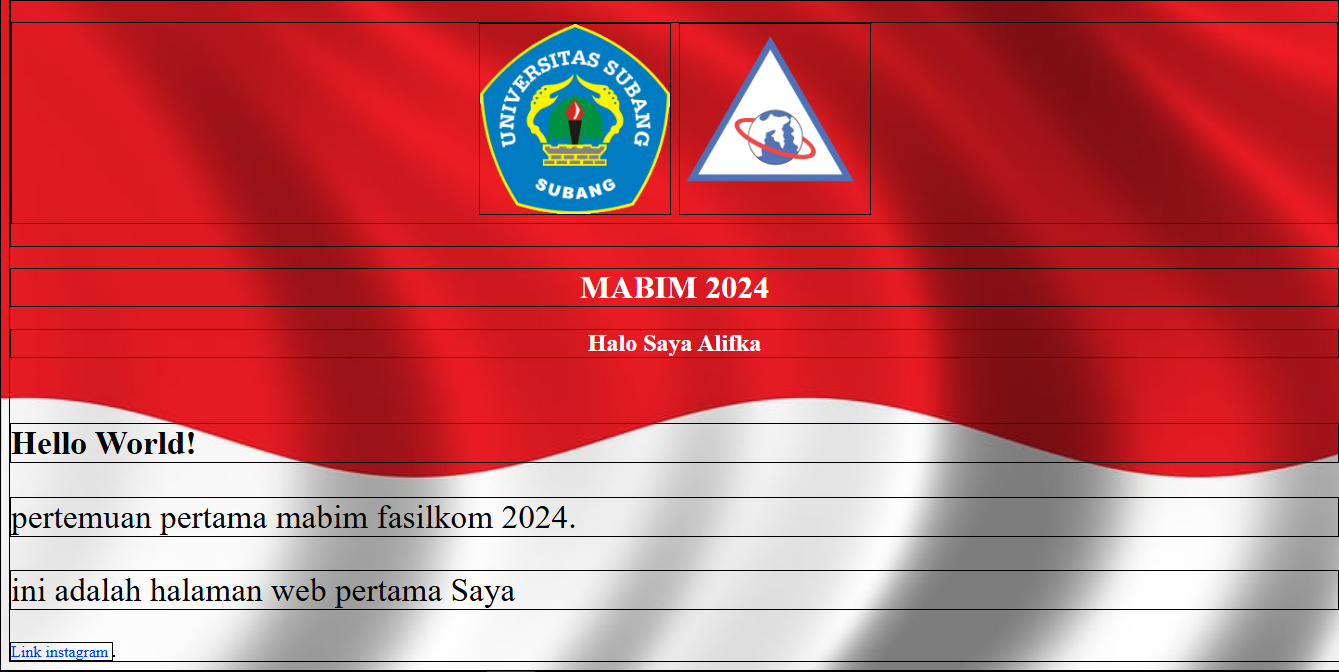 UNIVERSITAS SUBANG
SUBANG
MABIM 2024
Halo Saya Alifka
Hello World!
pertemuan pertama mabim fasilkom 2024.
ini adalah halaman web pertama Saya
Link instagram .